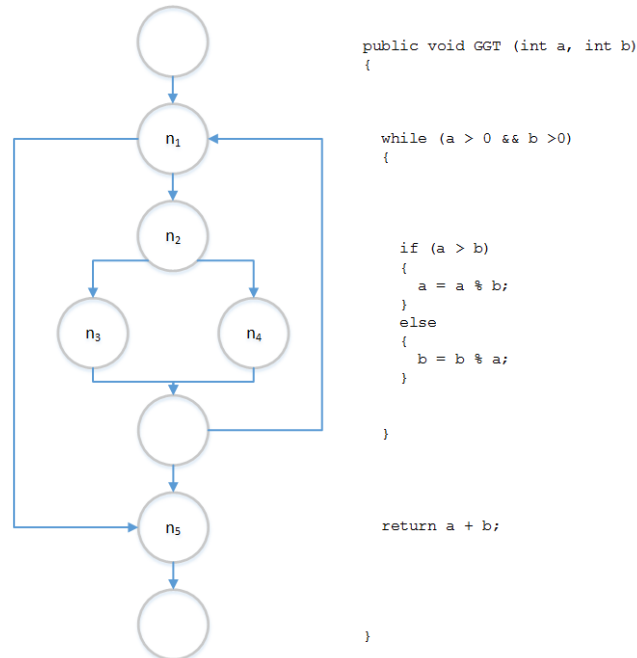 public void GGT (int a, int b)
{
n1
while (a > 0 && b >0)
{
n2
if (a > b)
{
a = a % b;
}
else
{
b = b % a;
}
n3
n4
}
n5
return a + b;
}